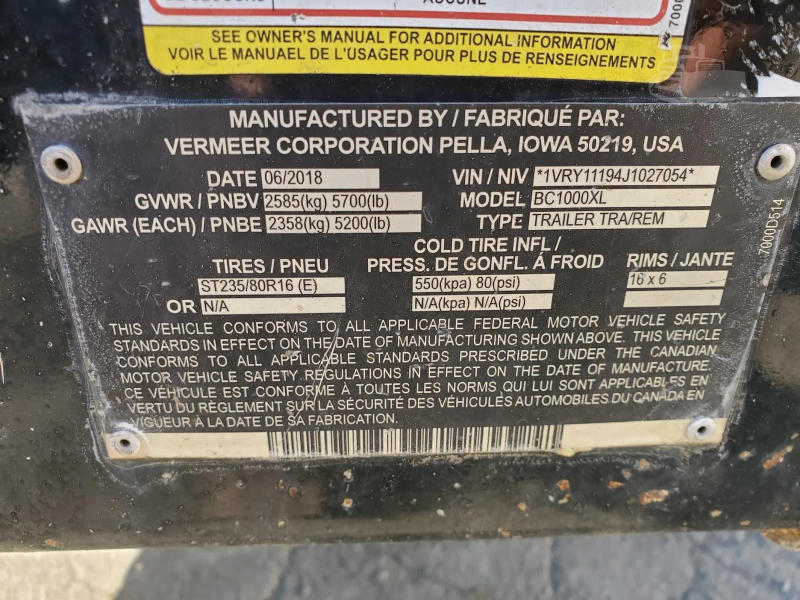 SEE OWNER'S MANUAL FOR ADDITIONAL INFORMATION
VOIR LE MANUAEL DE L'USAGER POUR PLUS DE RENSEIGNEMENTS
MANUFACTURED BY / FABRIQUÉ PAR:
VERMEER CORPORATION PELLA, IOWA 50219, USA
DATE 06/2018 VIN / NIV *1VRY11194J1027054*
GVWR / PNBV 2585(kg) 5700(lb) MODEL BC1000XL
GAWR (EACH) / PNBE 2358(kg) 5200(lb) TYPE TRAILER TRA/REM
TIRES / PNEU COLD TIRE INFL / PRESS. DE GONFL. Á FROID RIMS / JANTE
ST235/80R16 (E) 550(kpa) 80(psi) 16 x 6
OR N/A N/A(kpa) N/A(psi)
THIS VEHICLE CONFORMS TO ALL APPLICABLE FEDERAL MOTOR VEHICLE SAFETY
STANDARDS IN EFFECT ON THE DATE OF MANUFACTURING SHOWN ABOVE. THIS VEHICLE
CONFORMS TO ALL APPLICABLE STANDARDS PRESCRIBED UNDER THE CANADIAN
MOTOR VEHICLE SAFETY REGULATIONS IN EFFECT ON THE DATE OF MANUFACTURE.
CE VÉHICULE EST CONFORME À TOUTES LES NORMS QUI LUI SONT APPLICABLES EN
VERTU DU RÈGLEMENT SUR LA SÉCURITÉ DES VÉHICULES AUTOMOBILES DU CANADA EN
VIGUEUR À LA DATE DE SA FABRICATION.
7000D514